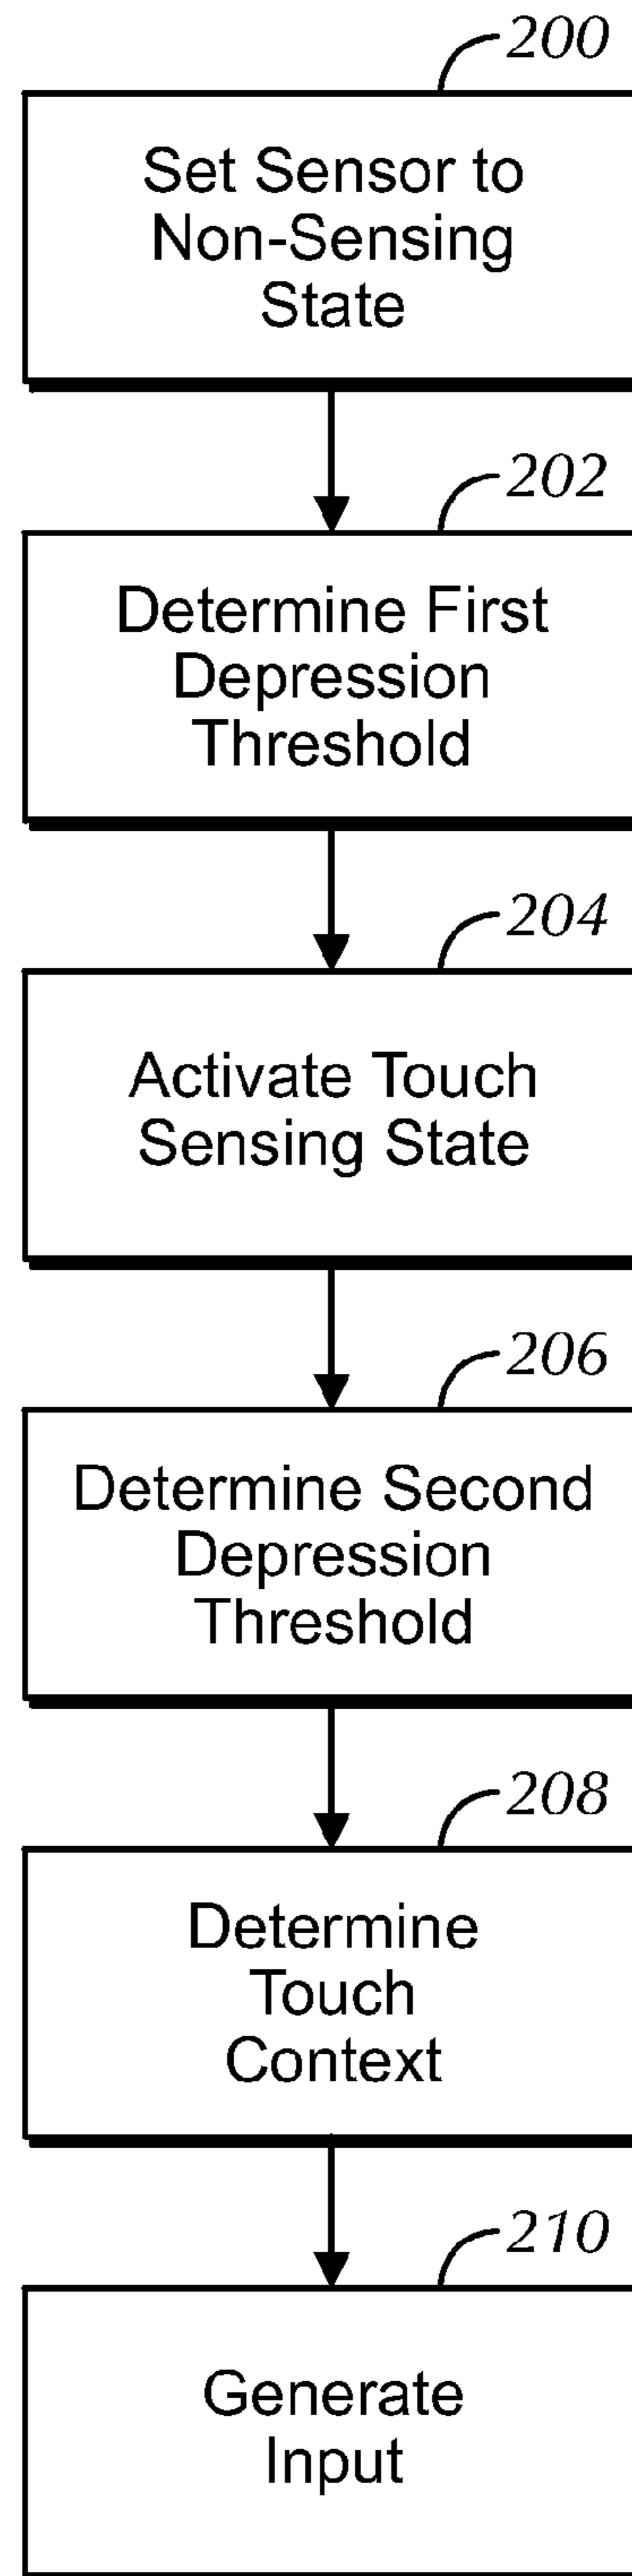 200
Set Sensor to
Non-Sensing
State
202
Determine First
Depression
Threshold
204
Activate Touch
Sensing State
206
Determine Second
Depression
Threshold
208
Determine
Touch
Context
210
Generate
Input